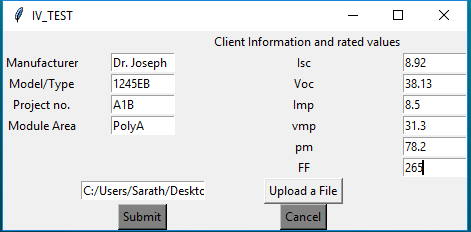 IV_TEST
Client Information and rated values
Manufacturer Dr. Joseph Isc 8.92
Model/Type 1245EB Voc 38.13
Project no. A1B Imp 8.5
Module Area PolyA vmp 31.3
pm 78.2
FF 265
C:/Users/Sarath/Desktc Upload a File
Submit Cancel